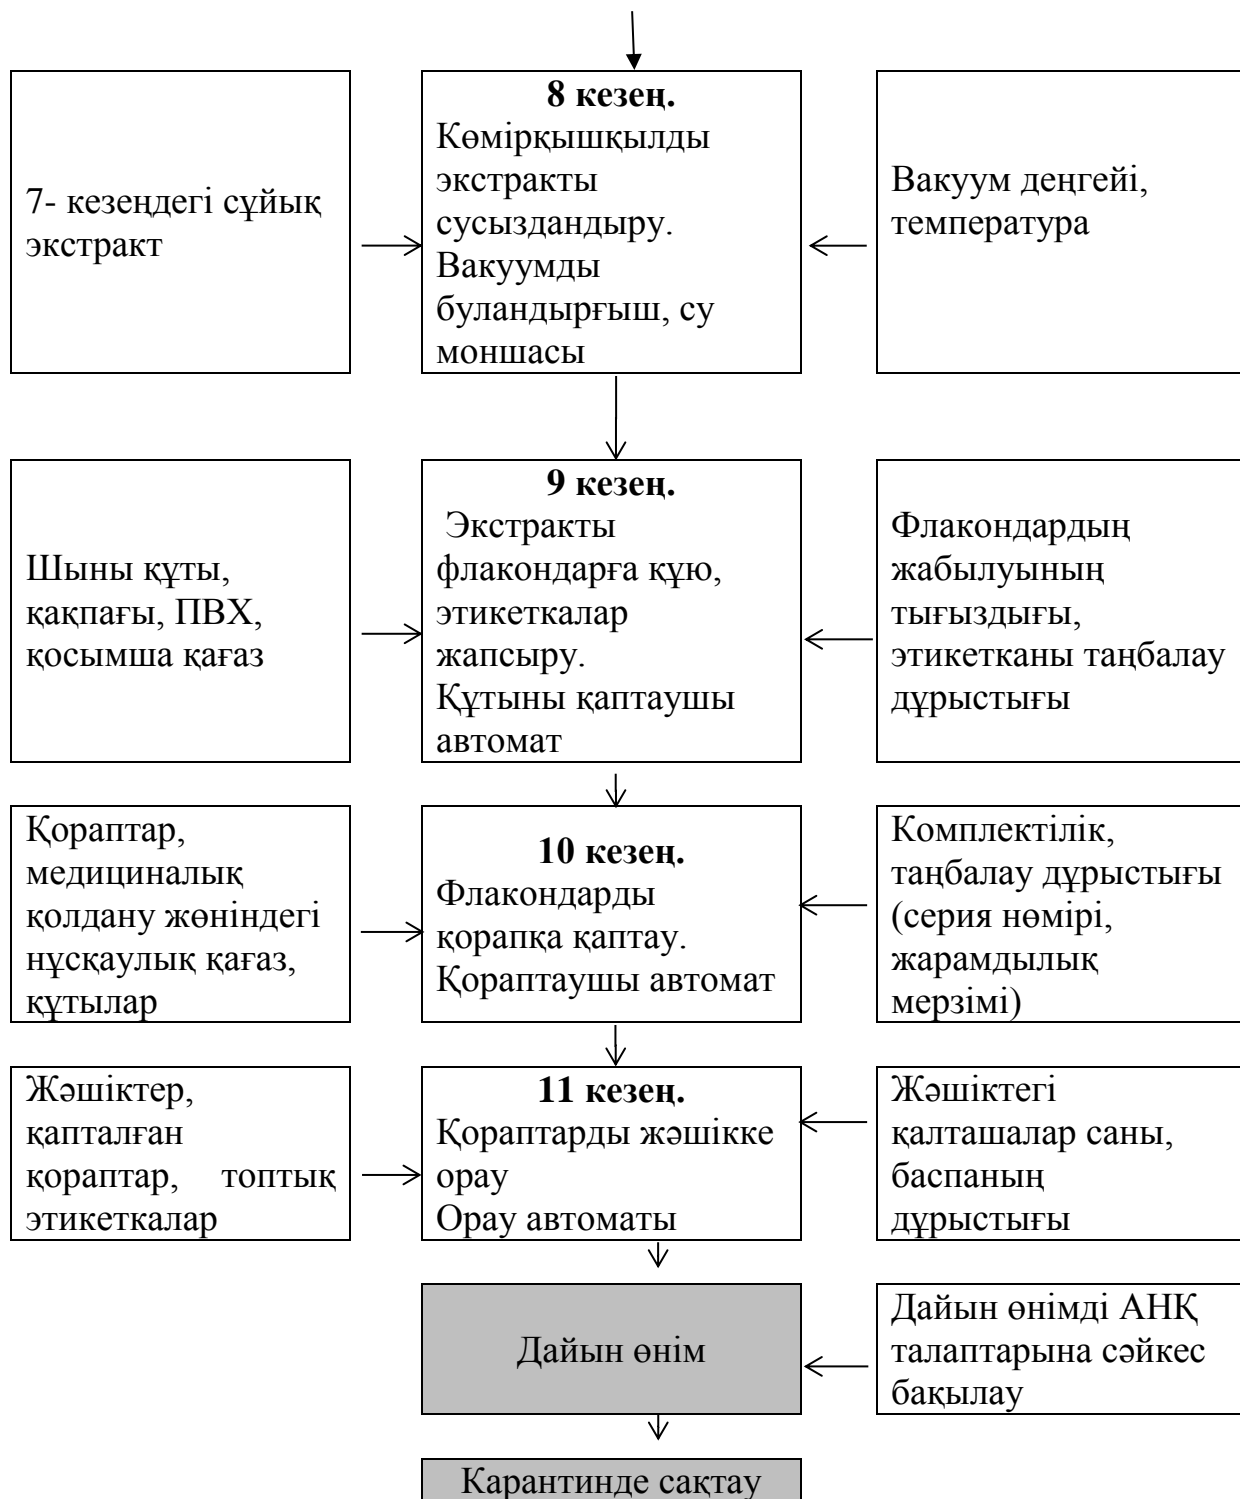 7- кезеңдегі сұйық
экстракт
8 кезең.
Көмірқышқылды
экстракты
сусыздандыру.
Вакуумды
буландырғыш, су
моншасы
Вакуум деңгейі,
температура
Шыны құты,
қақпағы, ПВХ,
қосымша қағаз
9 кезең.
Экстракты
флакондарға құю,
этикеткалар
жапсыру.
Құтыны қаптаушы
автомат
Флакондардың
жабылуының
тығыздығы,
этикетканы таңбалау
дұрыстығы
Қораптар,
медициналық
қолдану жөніндегі
нұсқаулық қағаз,
құтылар
10 кезең.
Флакондарды
қорапқа қаптау.
Қораптаушы автомат
Комплектілік,
таңбалау дұрыстығы
(серия нөмірі,
жарамдылық
мерзімі)
Жәшіктер,
қапталған
қораптар, топтық
этикеткалар
11 кезең.
Қораптарды жәшікке
орау
Орау автоматы
Жәшіктегі
қалташалар саны,
баспаның
дұрыстығы
Дайын өнім
Дайын өнімді АНҚ
талаптарына сәйкес
бақылау
Карантинде сақтау